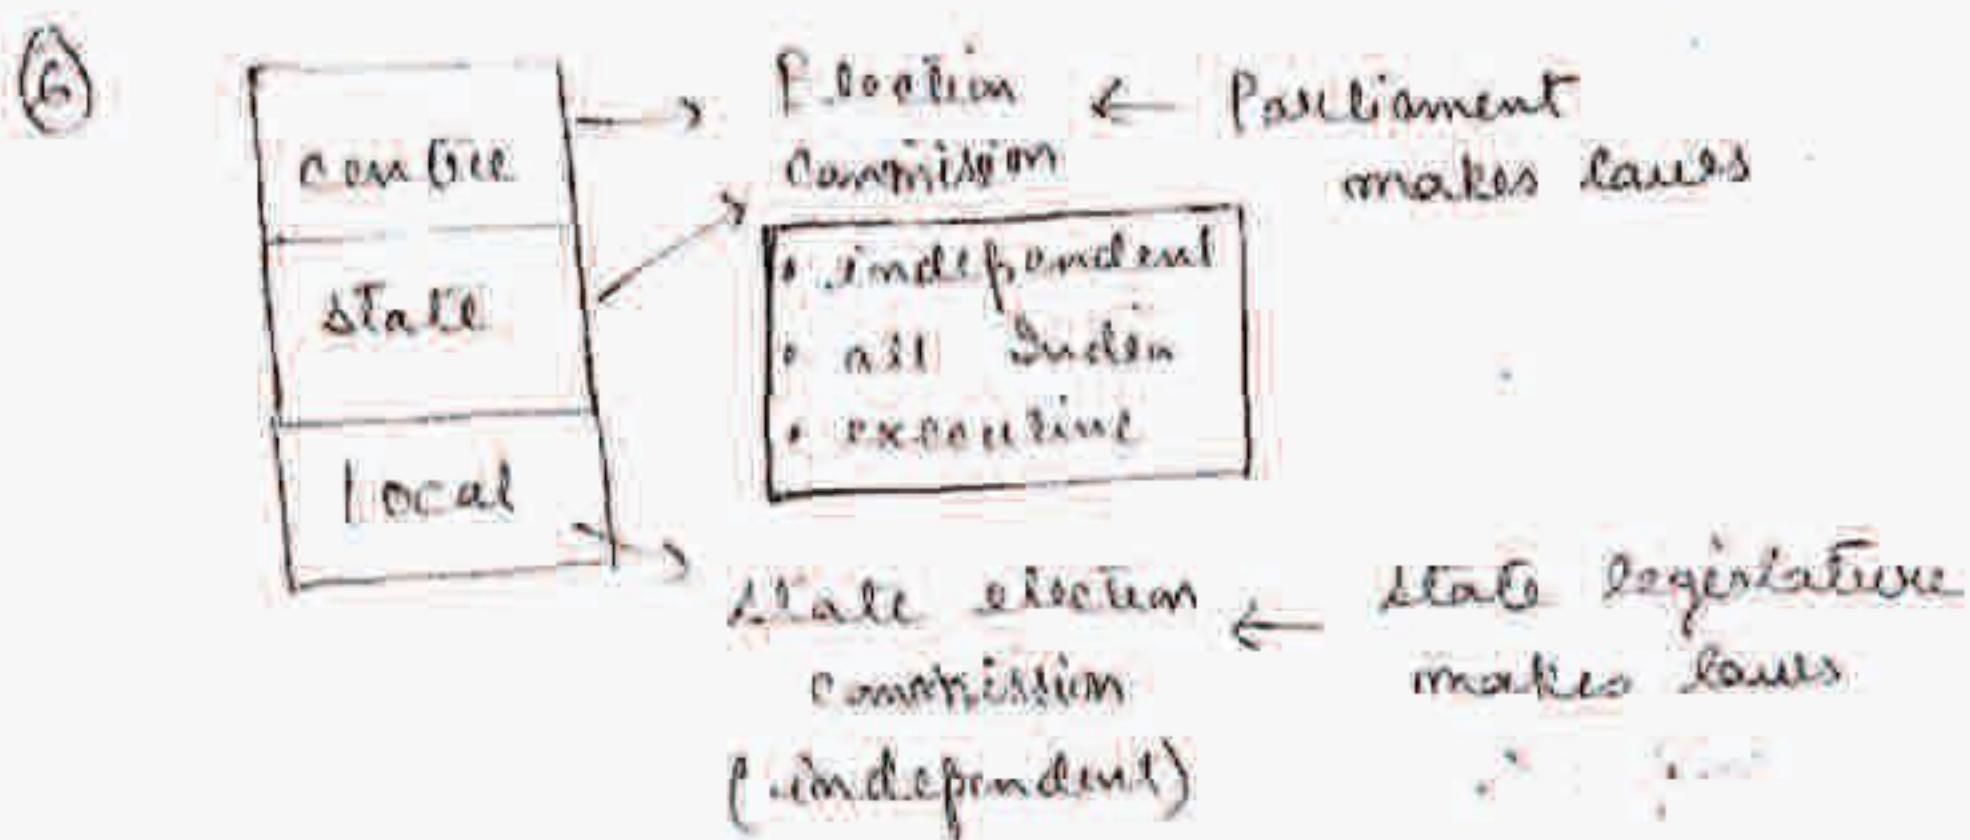 6
Election ← Parliament
centre
Commission
makes laws
• independent
state
• all India
• executive
Local
State election ← State legislature
commission
makes laws
(independent)